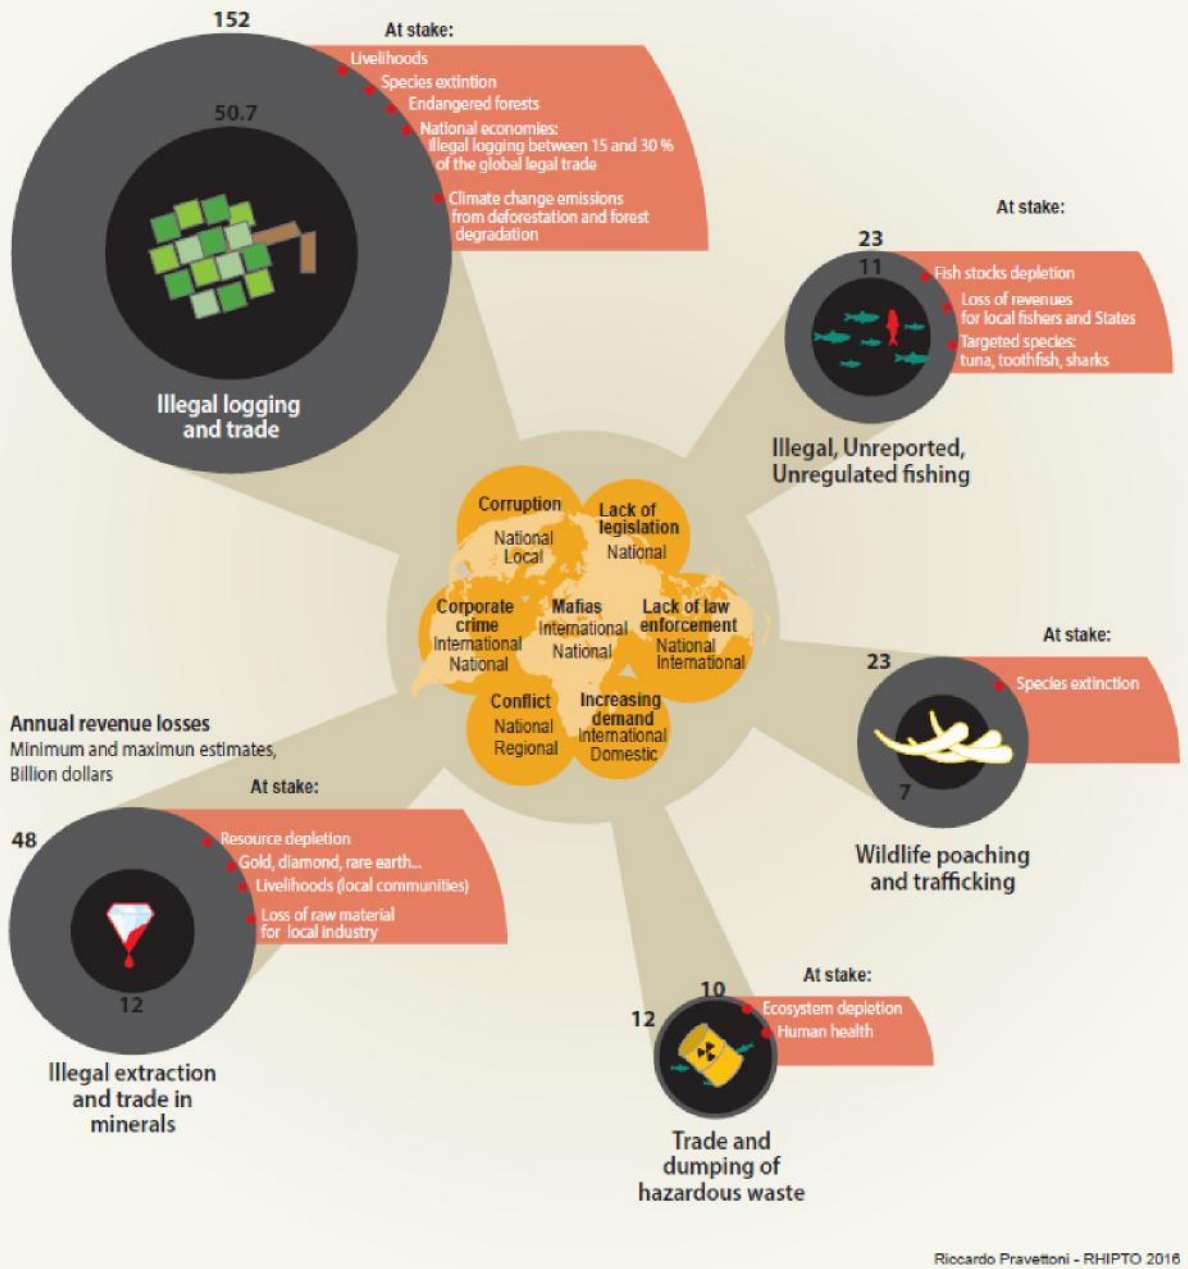 152
At stake:
Livelihoods
Species extintion
Endangered forests
National economies:
Illegal logging between 15 and 30 %
of the global legal trade
Climate change emissions
from deforestation and forest
degradation
50.7
Illegal logging
and trade
At stake:
23
11
Fish stocks depletion
Loss of revenues
for local fishers and States
Targeted species:
tuna, toothfish, sharks
Illegal, Unreported,
Unregulated fishing
Corruption
National
Local
Lack of
legislation
National
Corporate
crime
International
National
Mafias
International
National
Lack of law
enforcement
National
International
Conflict
National
Regional
Increasing
demand
International
Domestic
At stake:
23
Species extinction
7
Wildlife poaching
and trafficking
Annual revenue losses
Minimum and maximun estimates,
Billion dollars
At stake:
48
Resource depletion
Gold, diamond, rare earth...
Livelihoods (local communities)
Loss of raw material
for local industry
12
Illegal extraction
and trade in
minerals
At stake:
10
12
Ecosystem depletion
Human health
Trade and
dumping of
hazardous waste
Riccardo Pravettoni - RHIPTO 2016